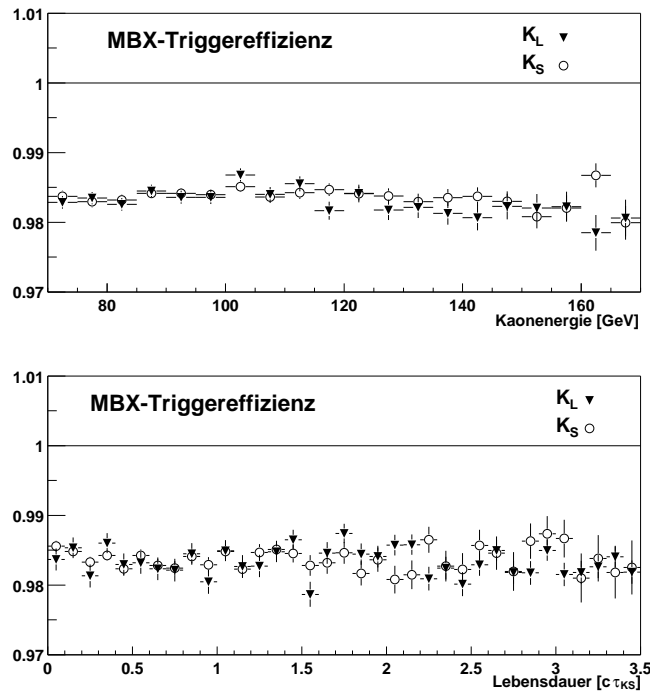 1.01
MBX-Triggereffizienz
K_L ▼
K_S ○
1
0.99
0.98
0.97
80 100 120 140 160
Kaonenergie [GeV]
1.01
MBX-Triggereffizienz
K_L ▼
K_S ○
1
0.99
0.98
0.97
0 0.5 1 1.5 2 2.5 3 3.5
Lebensdauer [c τ_KS]